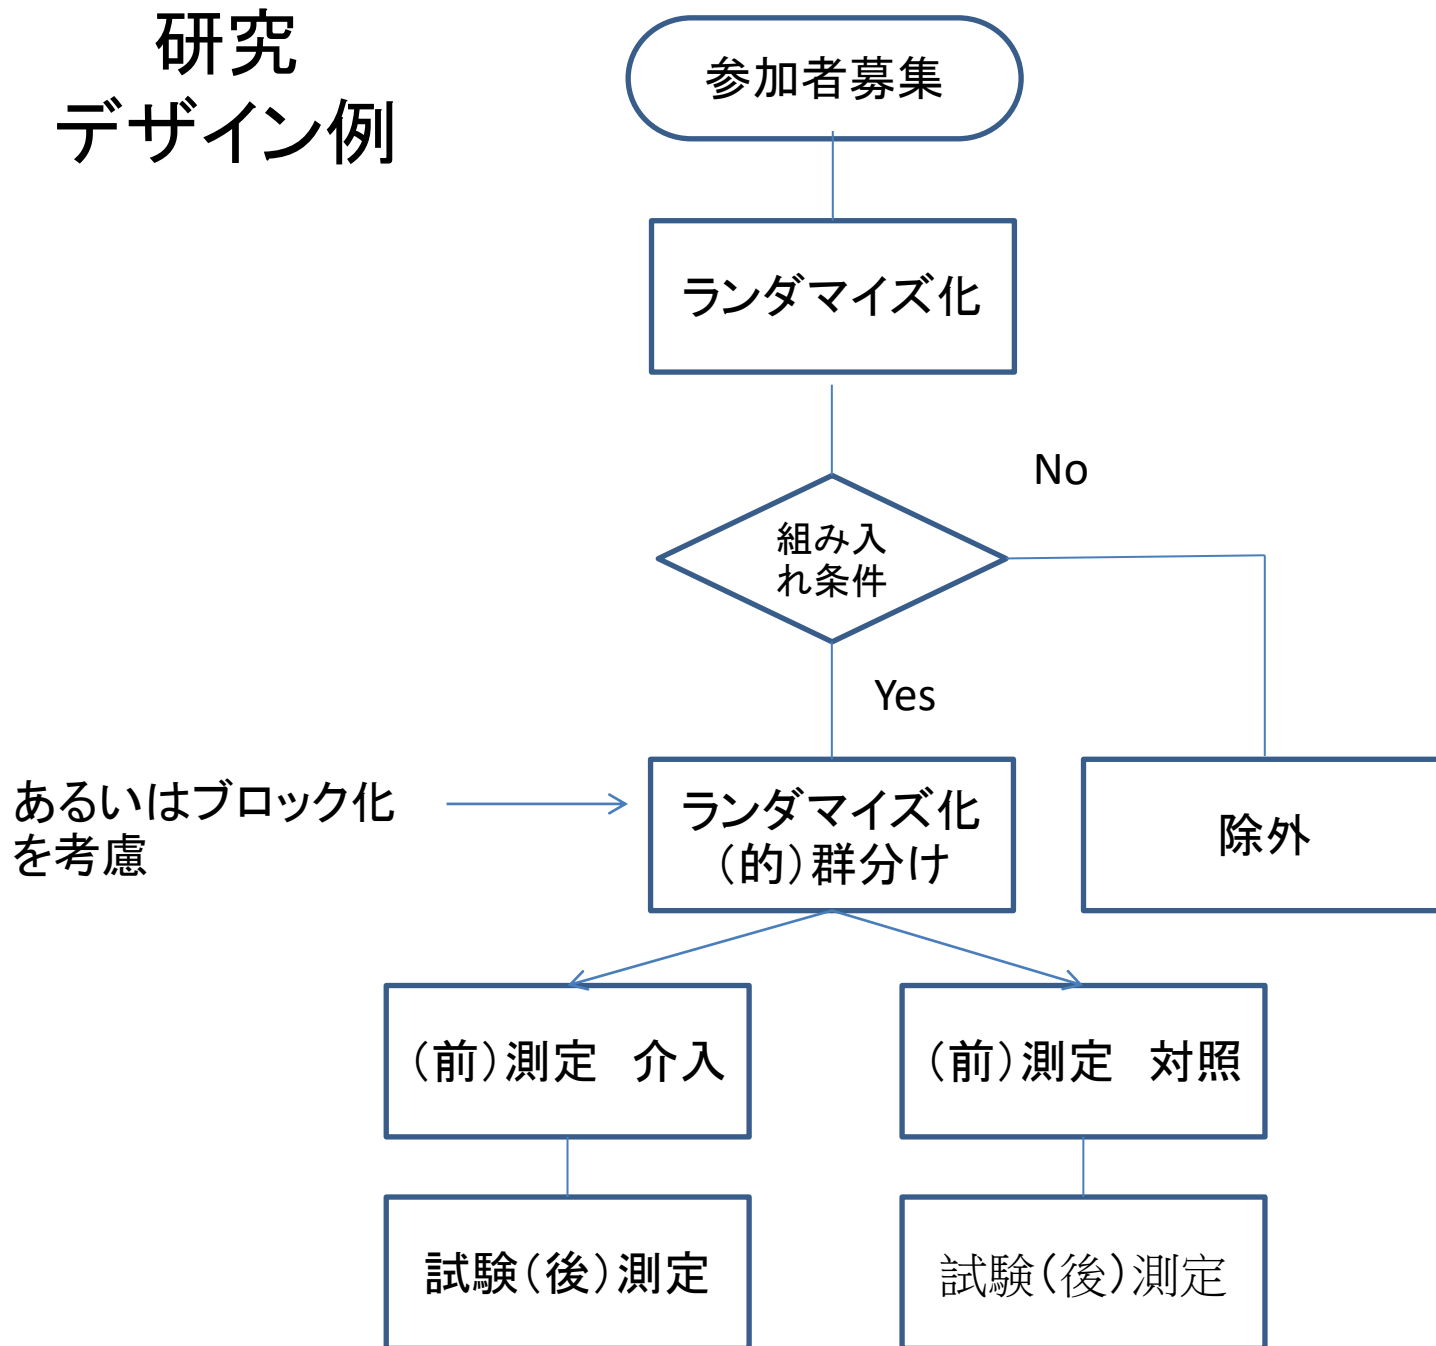 研究
デザイン例
参加者募集
ランダマイズ化
No
組み入
れ条件
Yes
あるいはブロック化
を考慮
ランダマイズ化
（的）群分け
除外
（前）測定　介入
（前）測定　対照
試験（後）測定
試験（後）測定